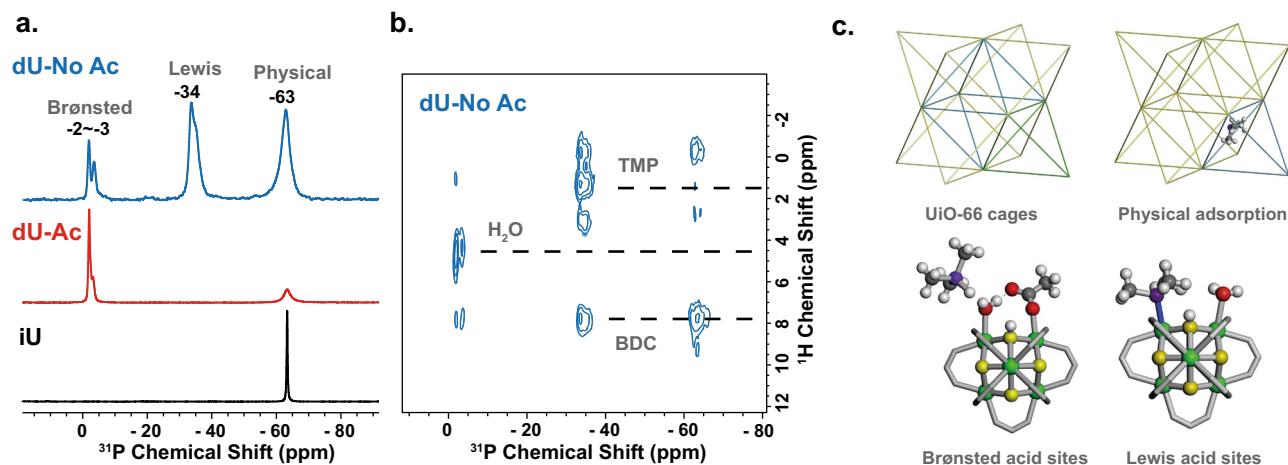 a.
dU-No Ac
Brønsted
-2~-3
Lewis
-34
Physical
-63
dU-Ac
iU
0 - 20 - 40 - 60 - 80
³¹P Chemical Shift (ppm)
b.
dU-No Ac
TMP
H₂O
BDC
-2
0
2
4
6
8
10
12
¹H Chemical Shift (ppm)
0 - 20 - 40 - 60 -80
³¹P Chemical Shift (ppm)
c.
UiO-66 cages
Physical adsorption
Brønsted acid sites
Lewis acid sites